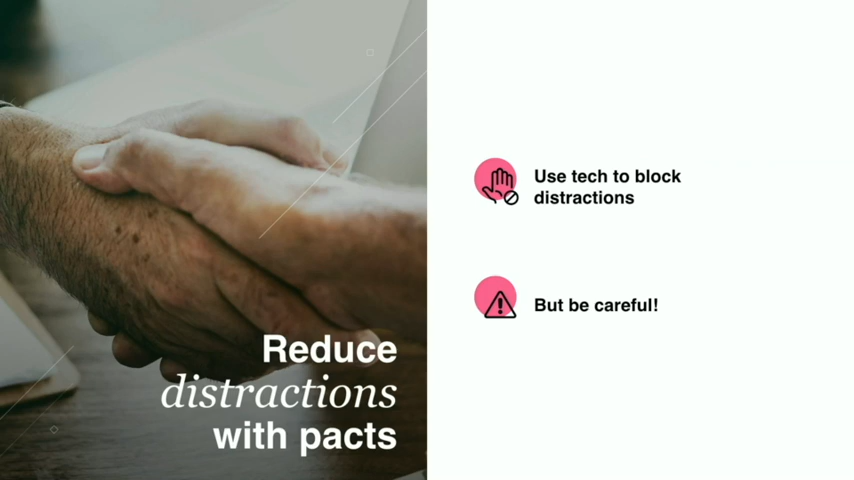 Reduce
distractions
with pacts
Use tech to block
distractions
But be careful!